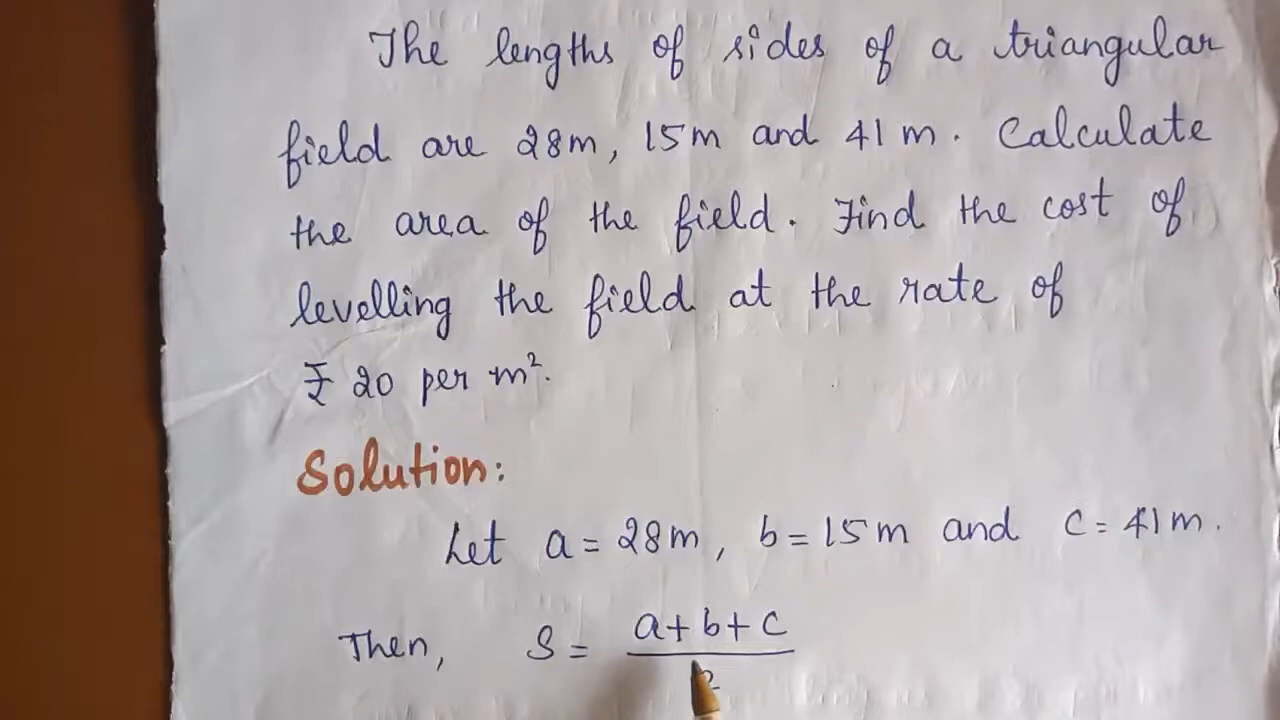 The lengths of sides of a triangular
field are 28m, 15m and 41 m. Calculate
the area of the field. Find the cost of
levelling the field at the rate of
₹ 20 per m².
Solution:
Let a = 28m, b = 15m and c = 41m.
Then, S = a+b+c
2